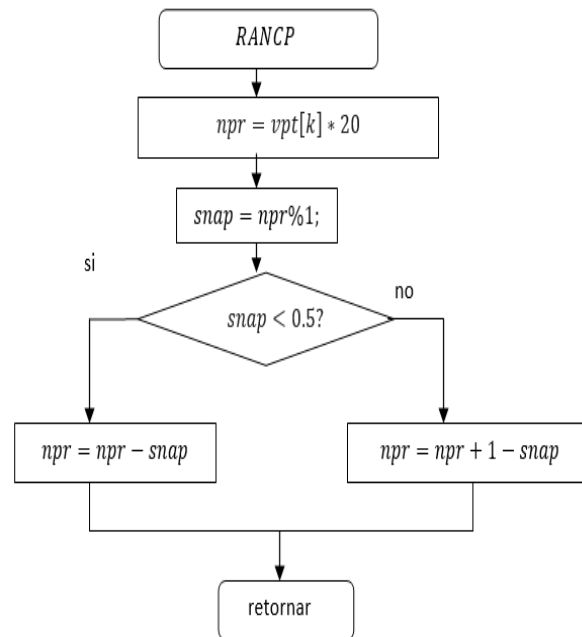 RANCP
npr = vpt[k] * 20
snap = npr%1;
si
no
snap < 0.5?
npr = npr − snap
npr = npr + 1 − snap
retornar